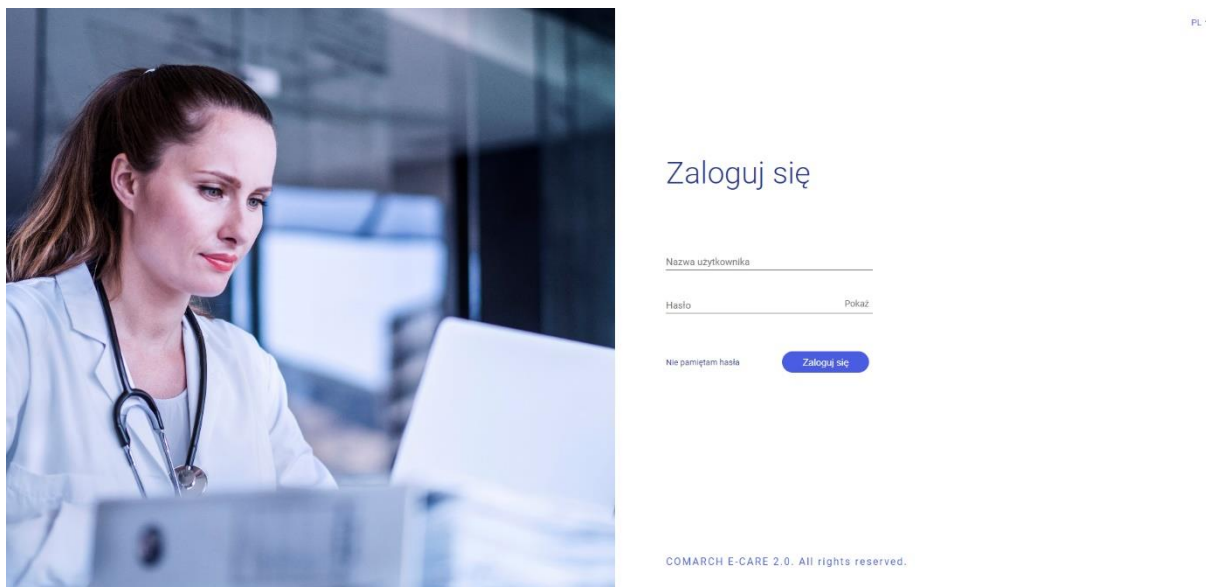 PL
Zaloguj się
Nazwa użytkownika
Hasło Pokaż
Nie pamiętam hasła Zaloguj się
COMARCH E-CARE 2.0. All rights reserved.